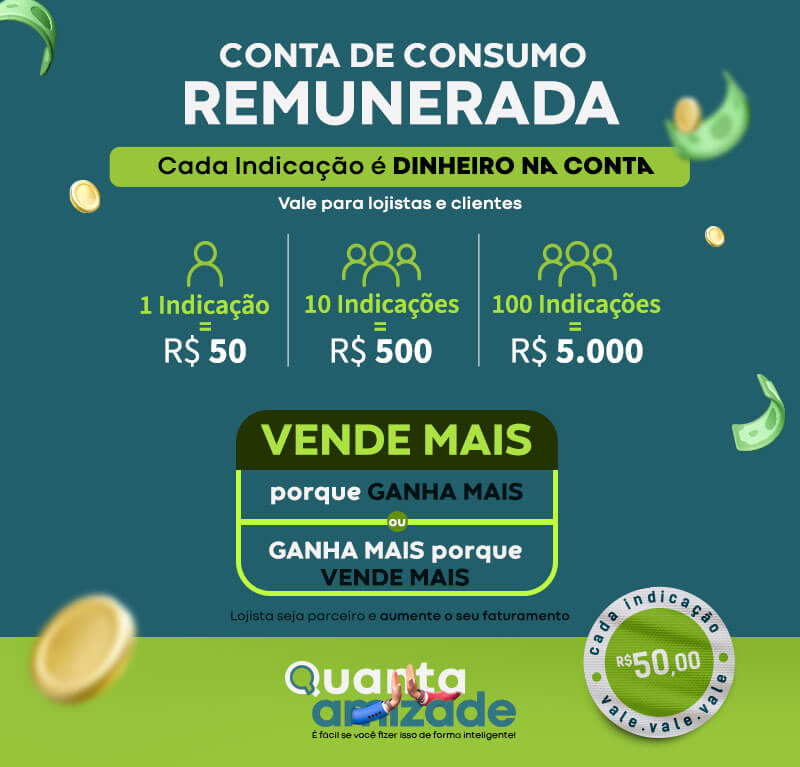 CONTA DE CONSUMO
REMUNERADA
Cada Indicação é DINHEIRO NA CONTA
Vale para lojistas e clientes
1 Indicação
=
R$ 50
10 Indicações
=
R$ 500
100 Indicações
=
R$ 5.000
VENDE MAIS
porque GANHA MAIS
ou
GANHA MAIS porque
VENDE MAIS
Lojista seja parceiro e aumente o seu faturamento
cada indicação
R$50,00
vale.vale.vale
Quanta
amizade
É fácil se você fizer isso de forma inteligente!